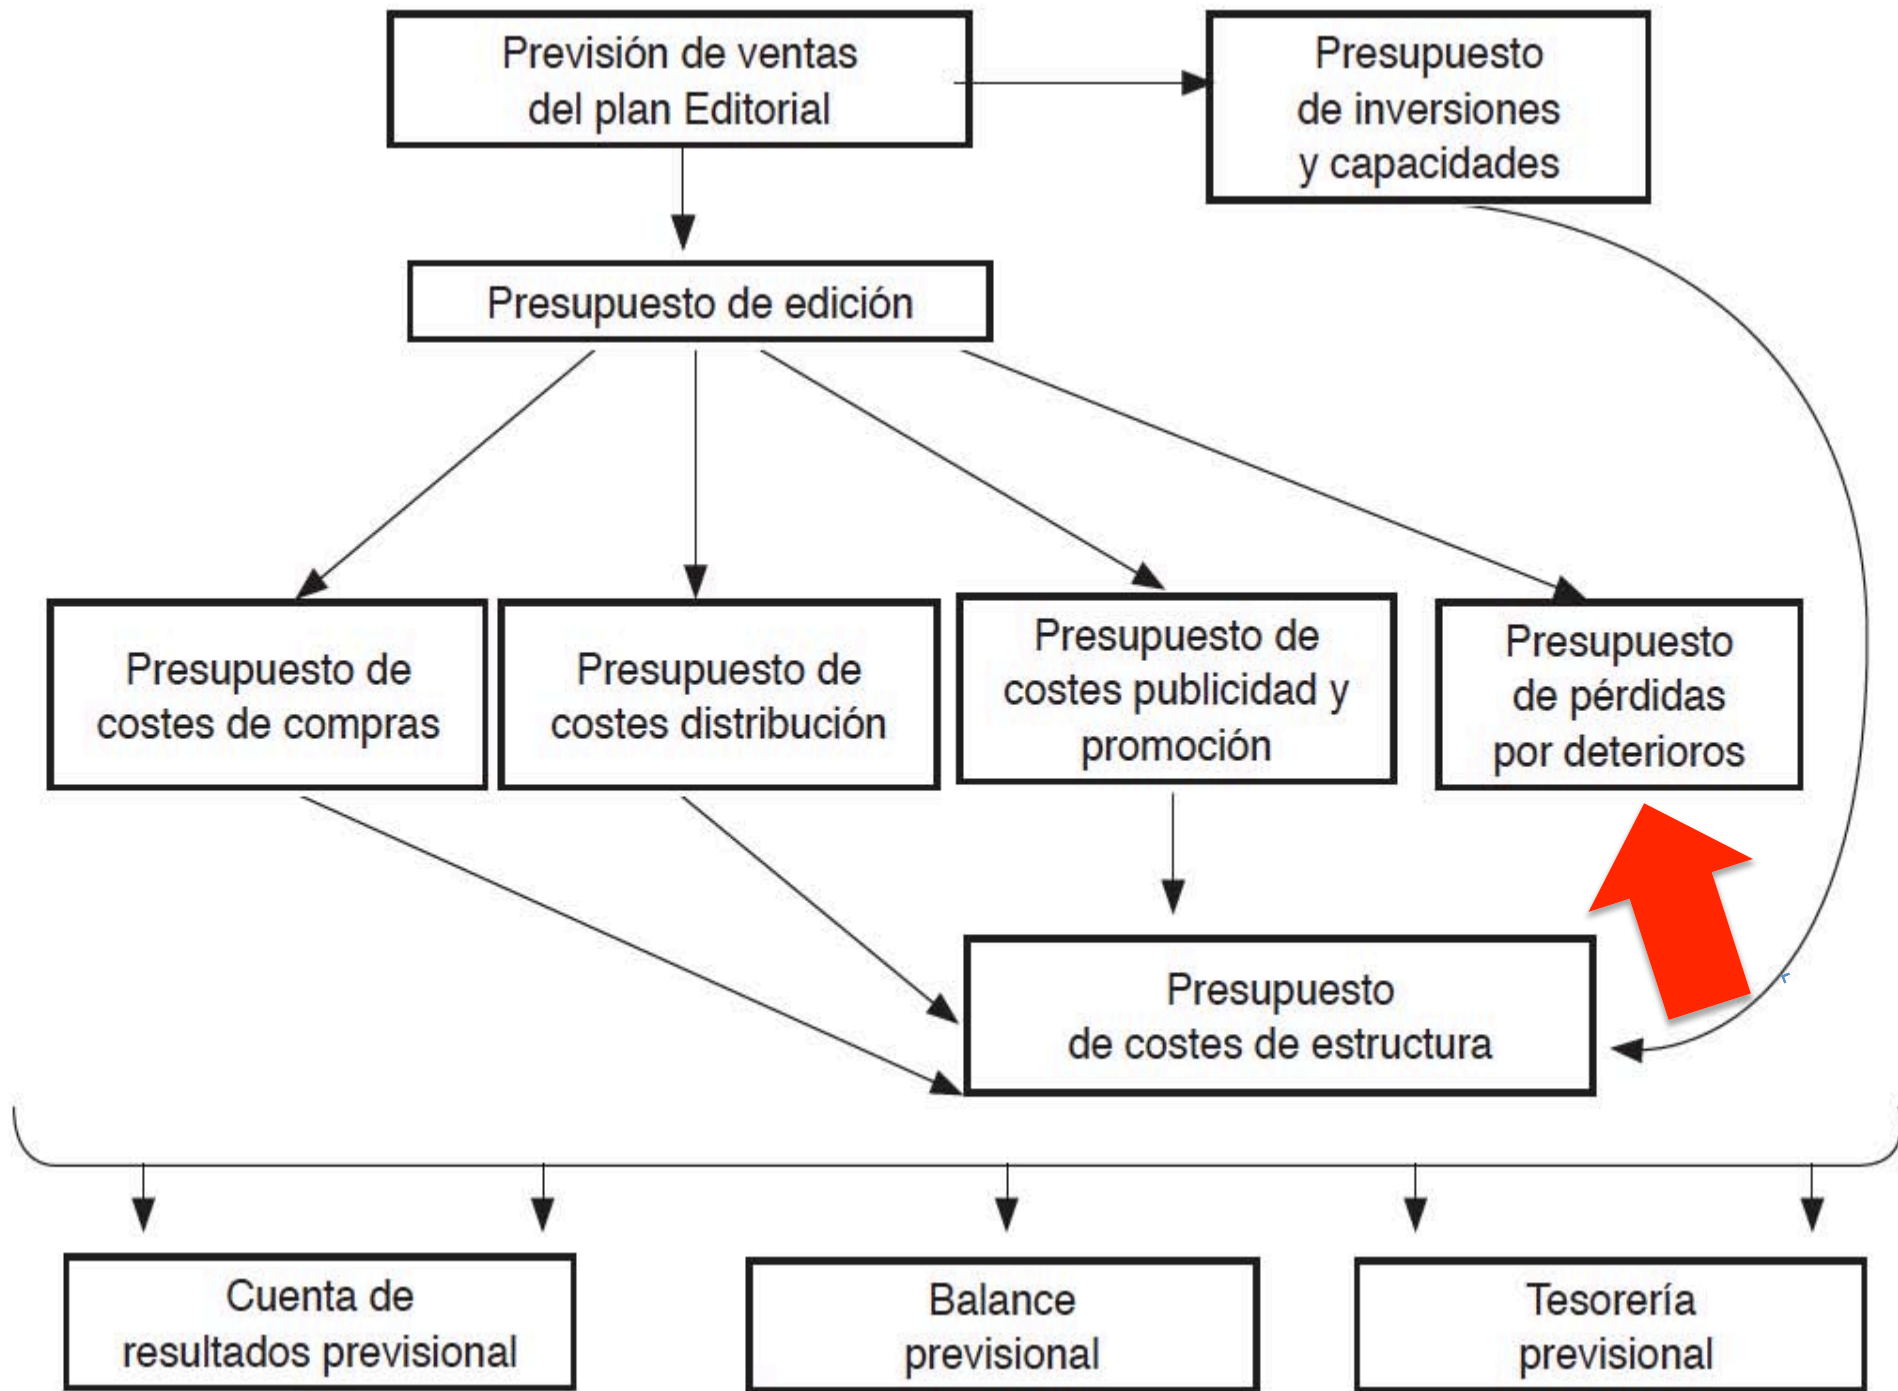 Previsión de ventas
del plan Editorial
Presupuesto
de inversiones
y capacidades
Presupuesto de edición
Presupuesto de
costes de compras
Presupuesto de
costes distribución
Presupuesto de
costes publicidad y
promoción
Presupuesto
de pérdidas
por deterioros
Presupuesto
de costes de estructura
Cuenta de
resultados previsional
Balance
previsional
Tesorería
previsional